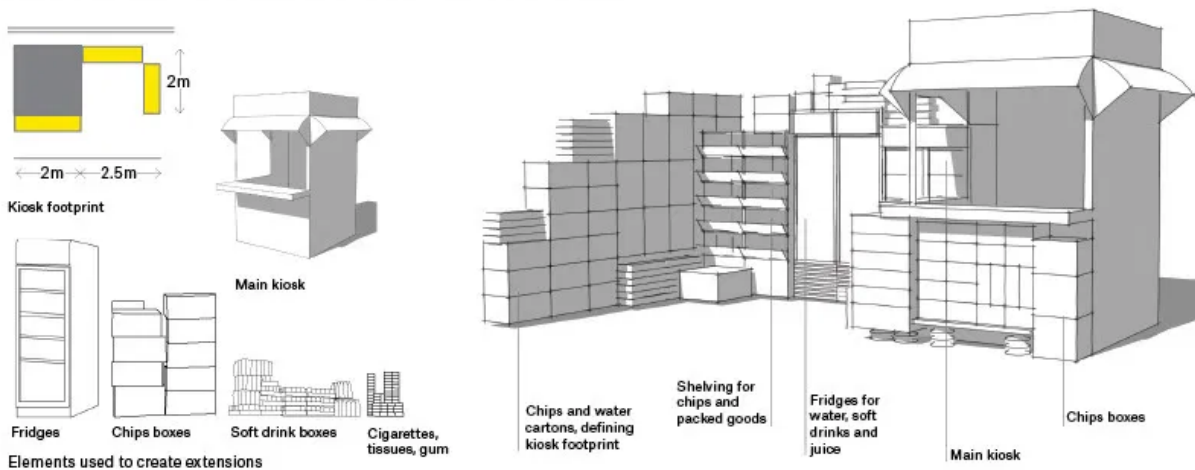 2m
2m
2.5m
Kiosk footprint
Main kiosk
Fridges
Chips boxes
Soft drink boxes
Cigarettes,
tissues, gum
Elements used to create extensions
Chips and water
cartons, defining
kiosk footprint
Shelving for
chips and
packed goods
Fridges for
water, soft
drinks and
juice
Main kiosk
Chips boxes